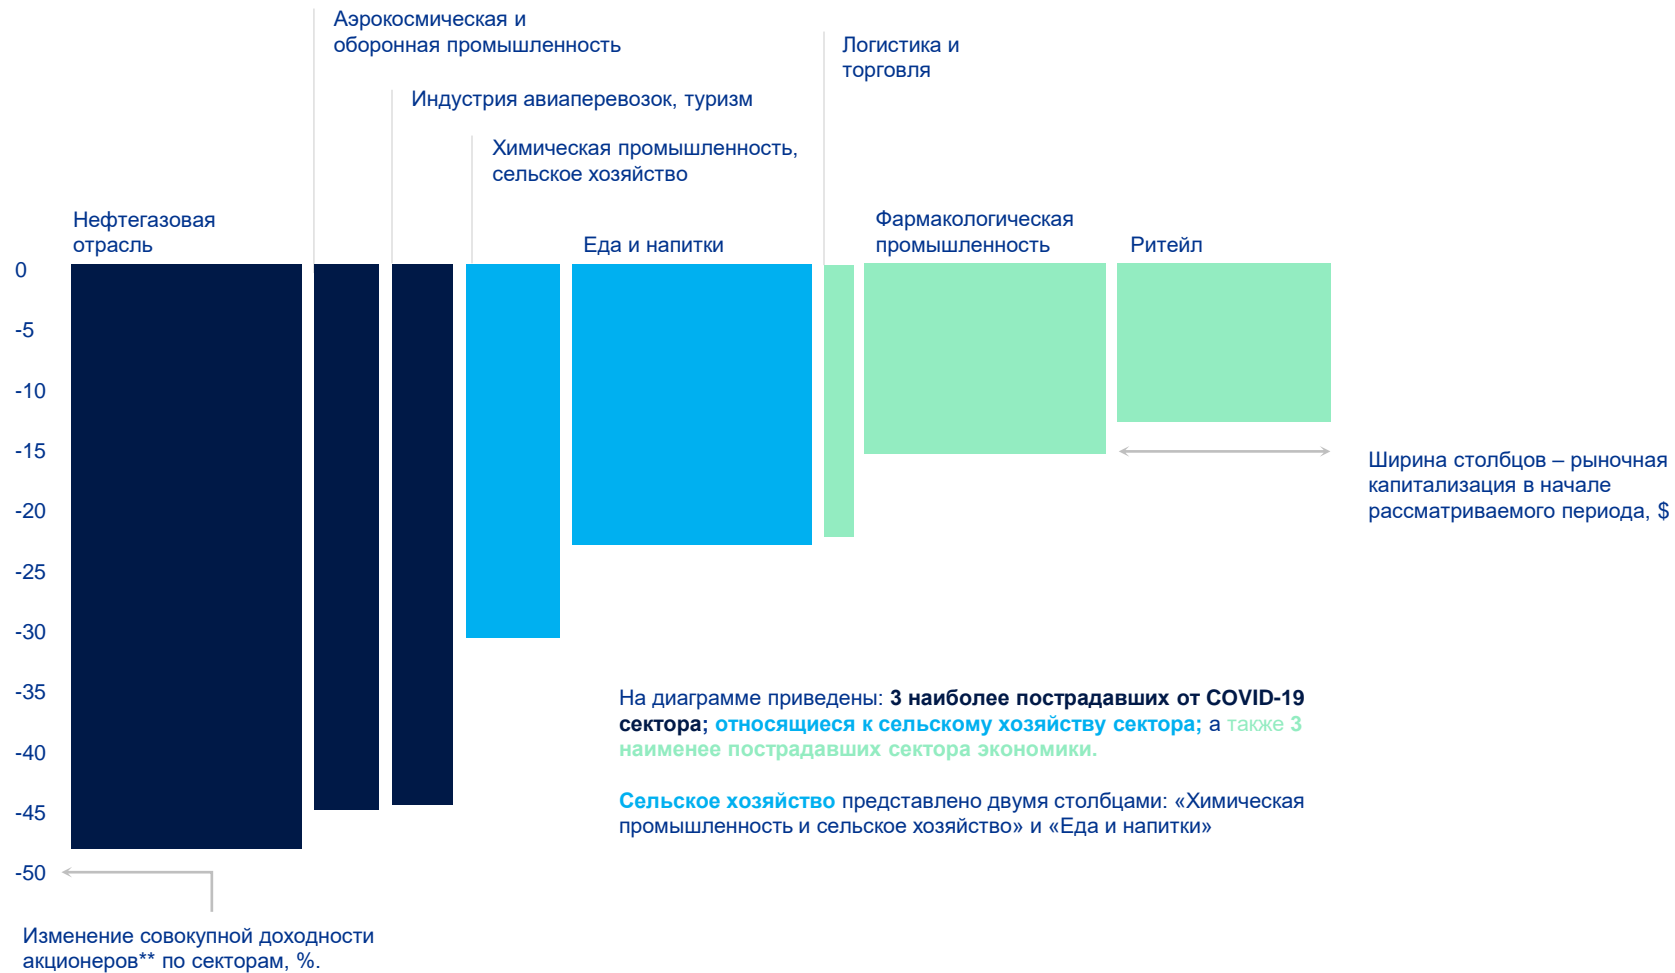 Аэрокосмическая и
оборонная промышленность
Логистика и
торговля
Индустрия авиаперевозок, туризм
Химическая промышленность,
сельское хозяйство
Нефтегазовая
отрасль
Еда и напитки
Фармакологическая
промышленность
Ритейл
0
-5
-10
-15
-20
-25
-30
-35
-40
-45
-50
Ширина столбцов – рыночная
капитализация в начале
рассматриваемого периода, $
На диаграмме приведены: 3 наиболее пострадавших от COVID-19
сектора; относящиеся к сельскому хозяйству сектора; а также 3
наименее пострадавших сектора экономики.
Сельское хозяйство представлено двумя столбцами: «Химическая
промышленность и сельское хозяйство» и «Еда и напитки»
Изменение совокупной доходности
акционеров** по секторам, %.